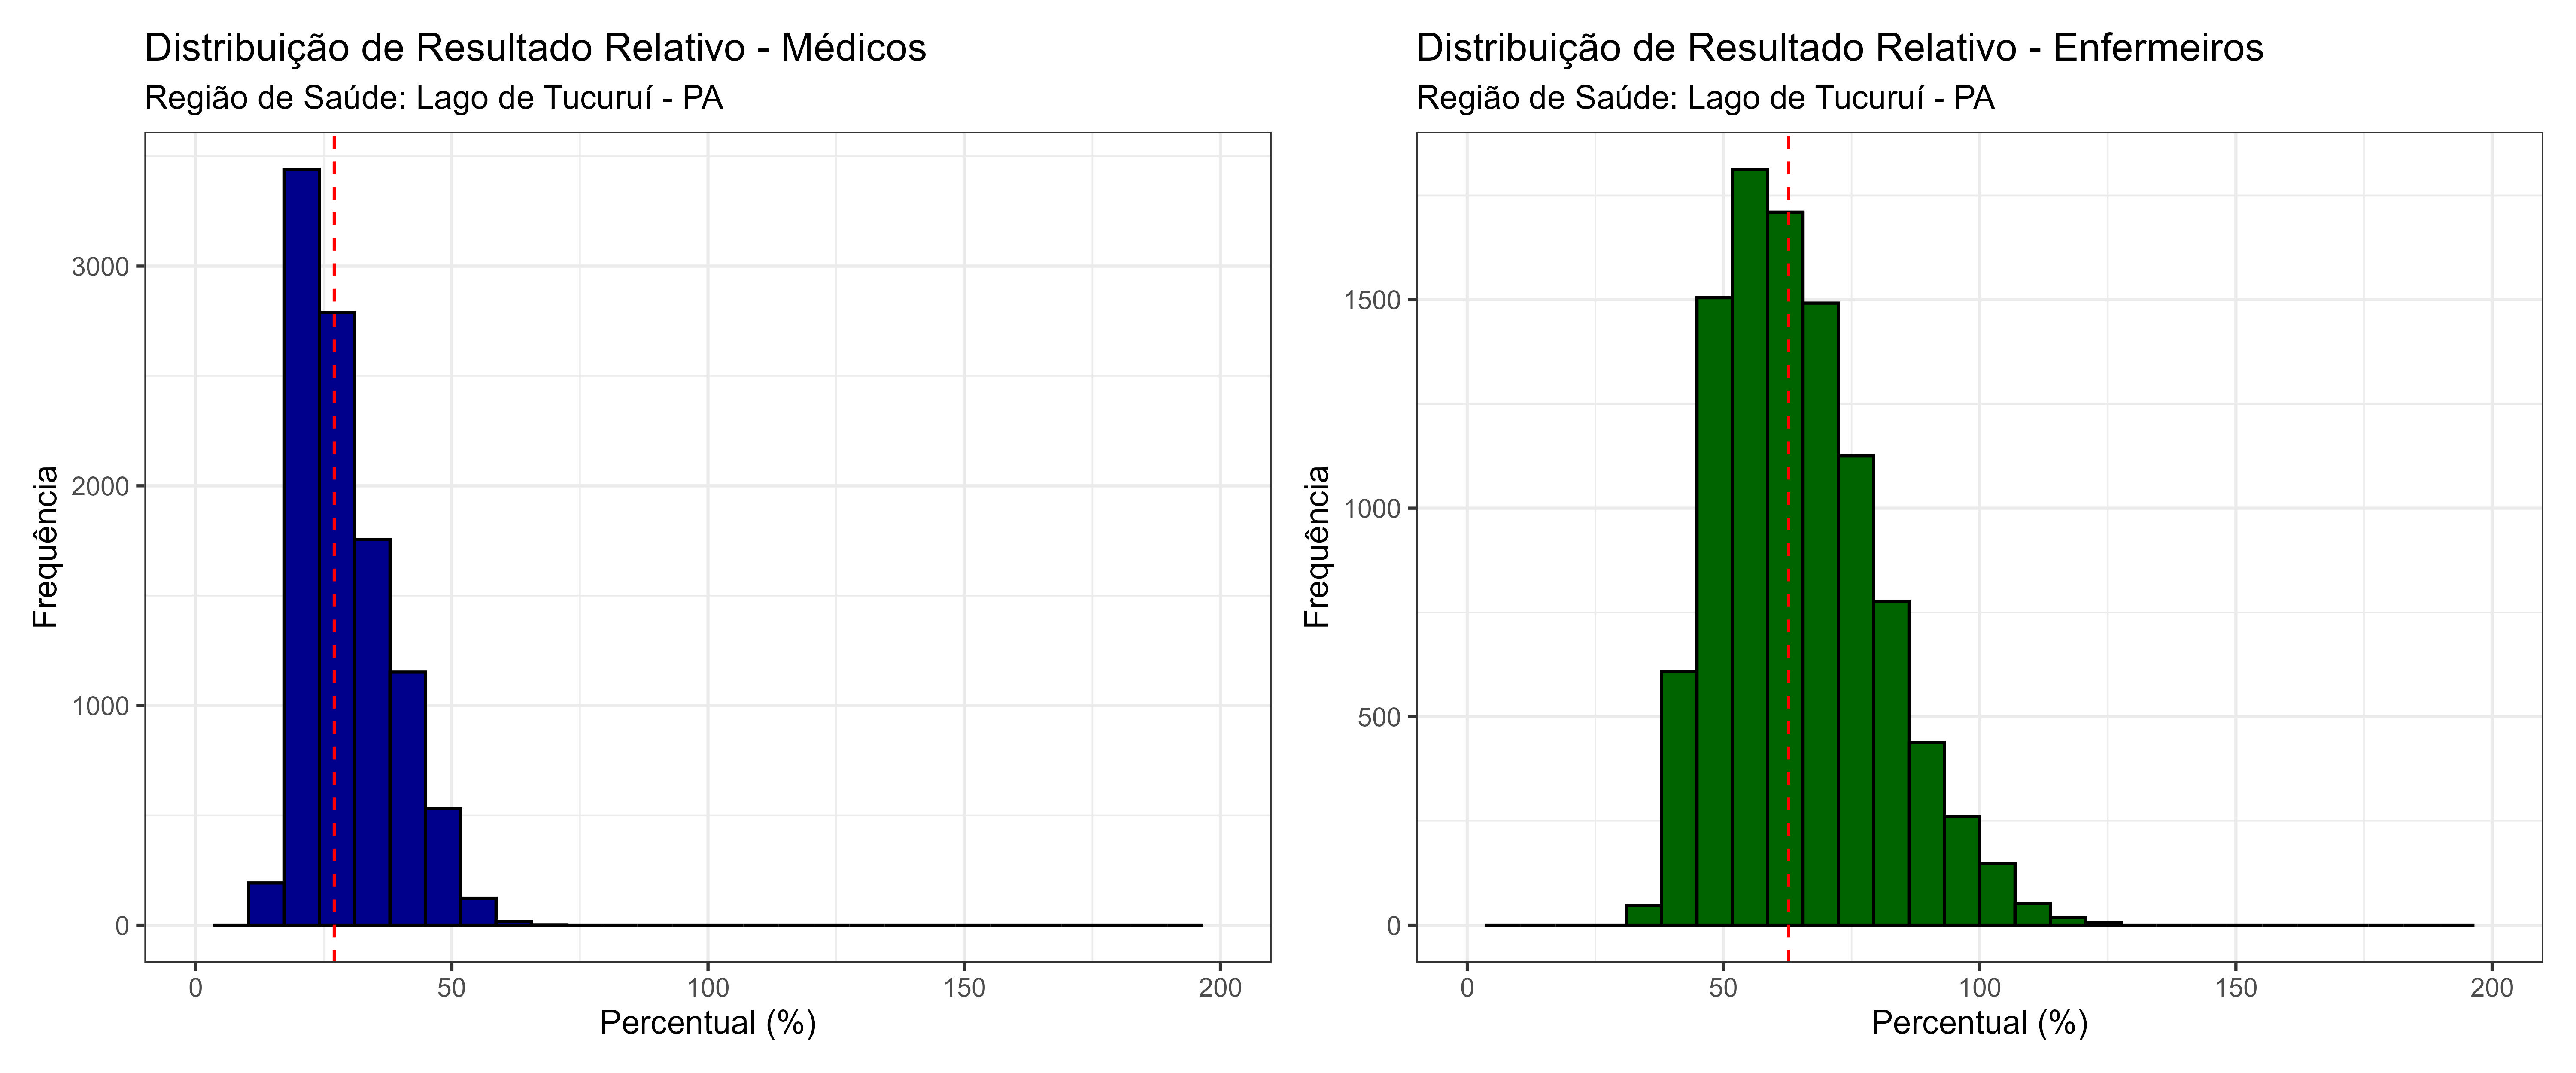 Distribuição de Resultado Relativo - Médicos
Região de Saúde: Lago de Tucuruí - PA
Frequência
3000
2000
1000
0
0 50 100 150 200
Percentual (%)
Distribuição de Resultado Relativo - Enfermeiros
Região de Saúde: Lago de Tucuruí - PA
Frequência
1500
1000
500
0
0 50 100 150 200
Percentual (%)